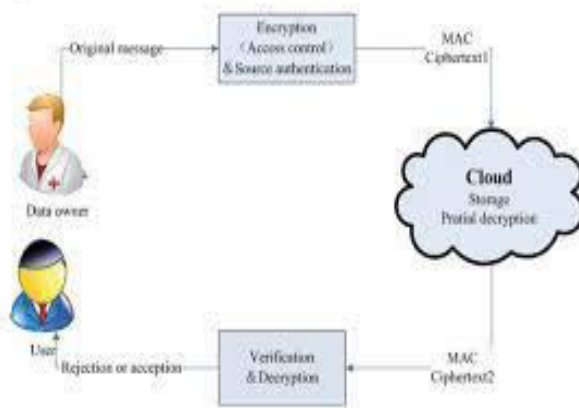 Original message
Encryption
(Access control)
& Source authentication
MAC
Ciphertext1
Data owner
Cloud
Storage
Pratial decryption
User
Rejection or acception
Verification
& Decryption
MAC
Ciphertext2